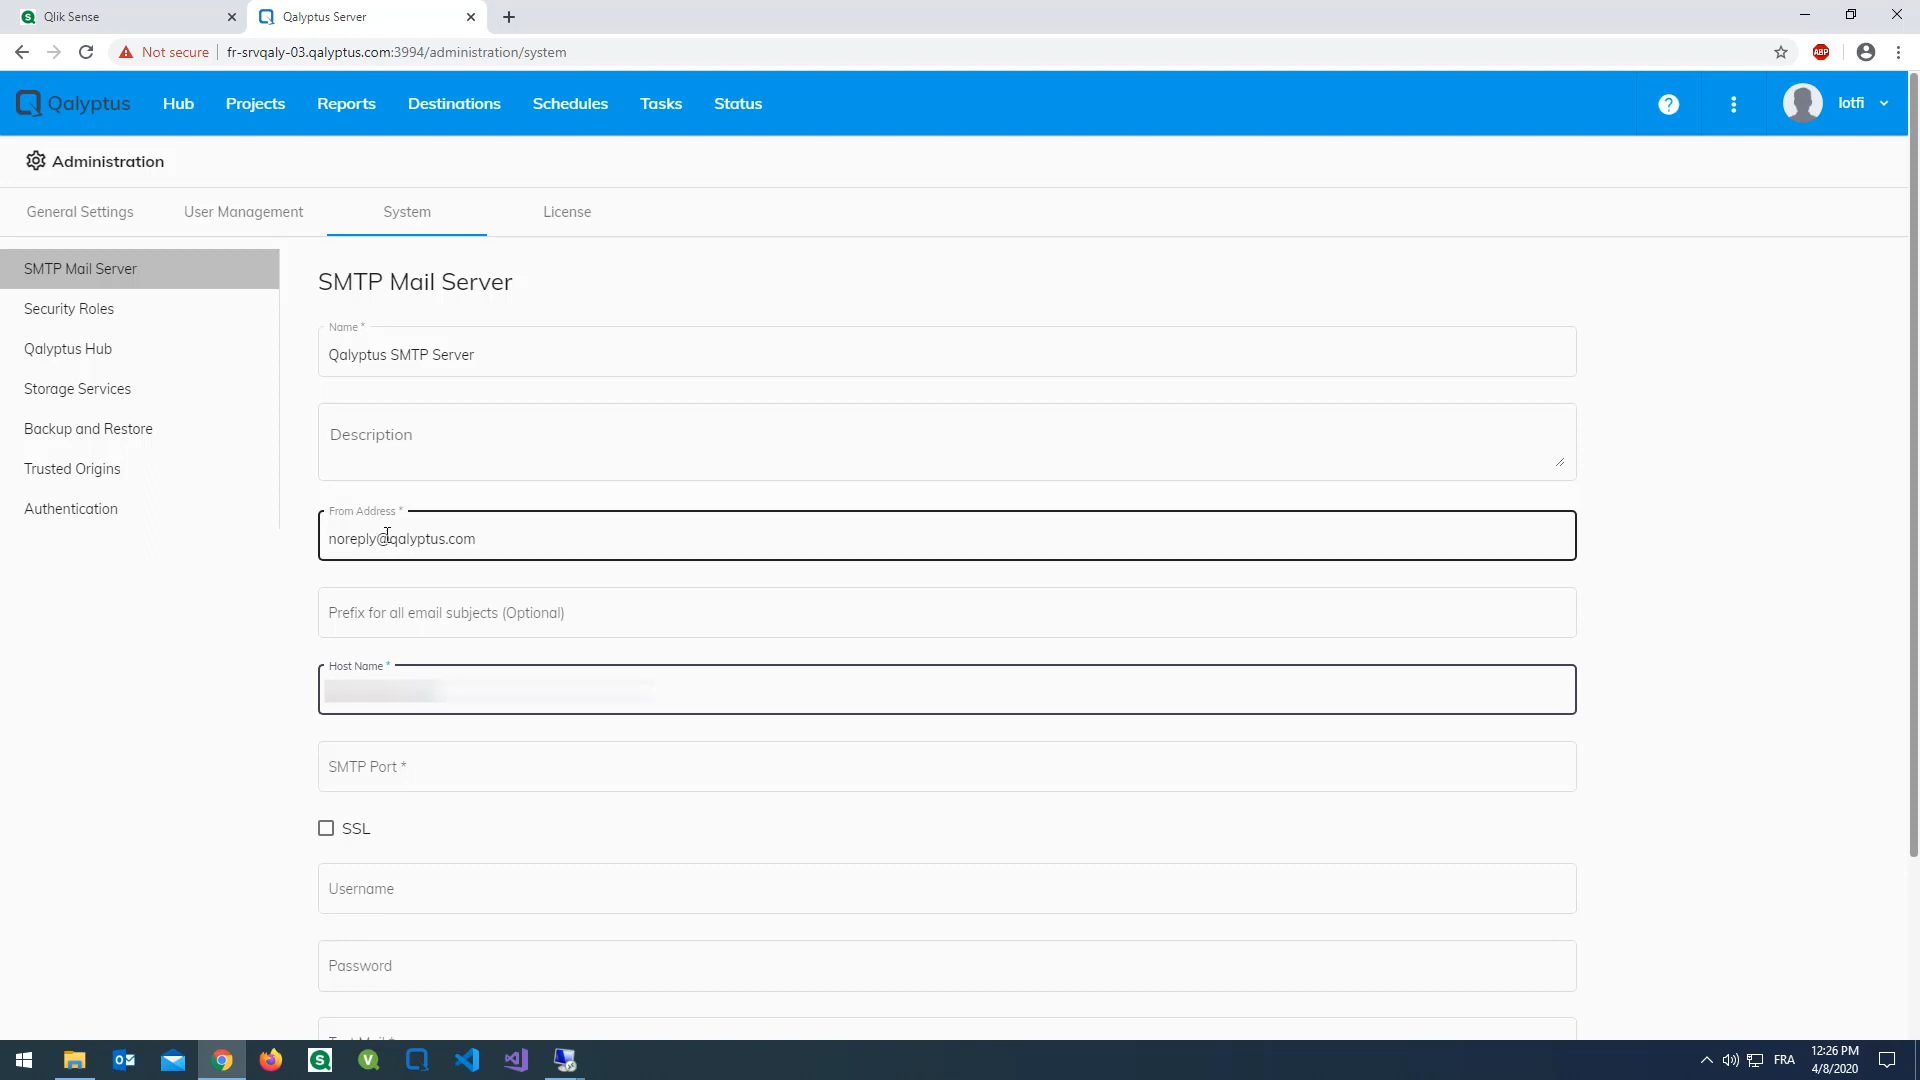 Qlik Sense
Qalyptus Server
Not secure
fr-srvqaly-03.qalyptus.com:3994/administration/system
ABP
Qalyptus
Hub
Projects
Reports
Destinations
Schedules
Tasks
Status
?
lotfi
Administration
General Settings
User Management
System
License
SMTP Mail Server
Security Roles
Qalyptus Hub
Storage Services
Backup and Restore
Trusted Origins
Authentication
SMTP Mail Server
Name *
Qalyptus SMTP Server
Description
From Address *
noreply@qalyptus.com
Prefix for all email subjects (Optional)
Host Name *
SMTP Port *
SSL
Username
Password
FRA
12:26 PM
4/8/2020